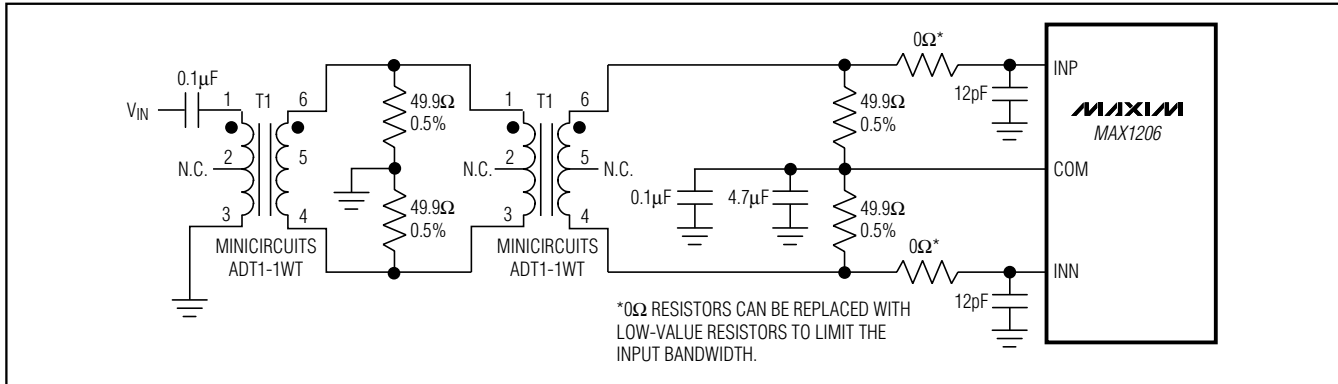 0.1μF
VIN
1
T1
6
N.C.
2
5
3
4
MINICIRCUITS
ADT1-1WT
49.9Ω
0.5%
49.9Ω
0.5%
1
T1
6
N.C.
2
5
N.C.
3
4
MINICIRCUITS
ADT1-1WT
0.1μF
4.7μF
49.9Ω
0.5%
49.9Ω
0.5%
0Ω*
12pF
0Ω*
12pF
INP
MAXIM
MAX1206
COM
INN
*0Ω RESISTORS CAN BE REPLACED WITH
LOW-VALUE RESISTORS TO LIMIT THE
INPUT BANDWIDTH.